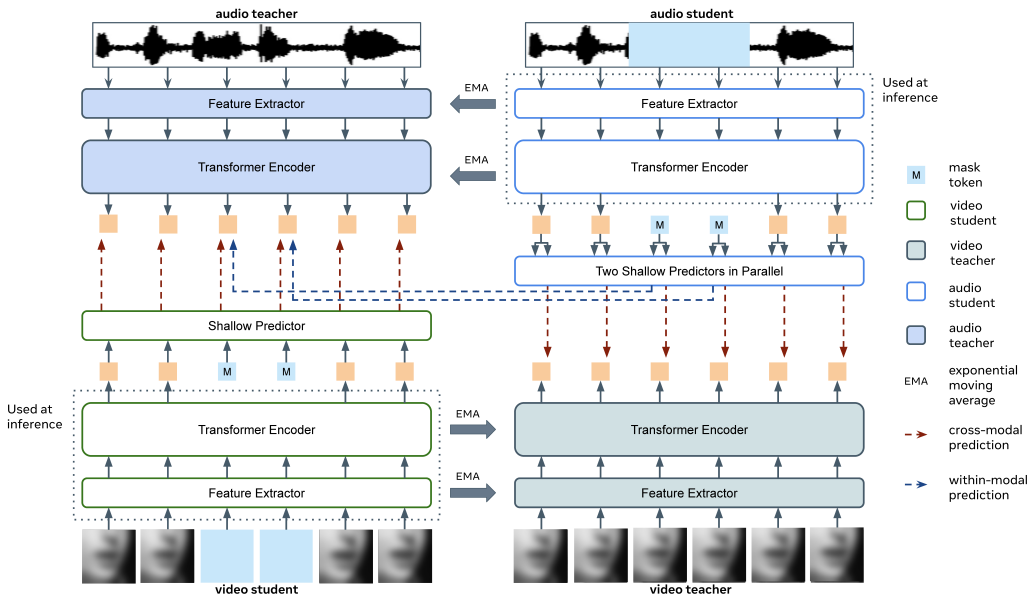 audio teacher
audio student
Feature Extractor
EMA
Feature Extractor
Used at
inference
Transformer Encoder
EMA
Transformer Encoder
M
M
Two Shallow Predictors in Parallel
Shallow Predictor
M
M
Used at
inference
Transformer Encoder
EMA
Transformer Encoder
Feature Extractor
EMA
Feature Extractor
video student
video teacher
M
mask
token
video
student
video
teacher
audio
student
audio
teacher
EMA
exponential
moving
average
cross-modal
prediction
within-modal
prediction